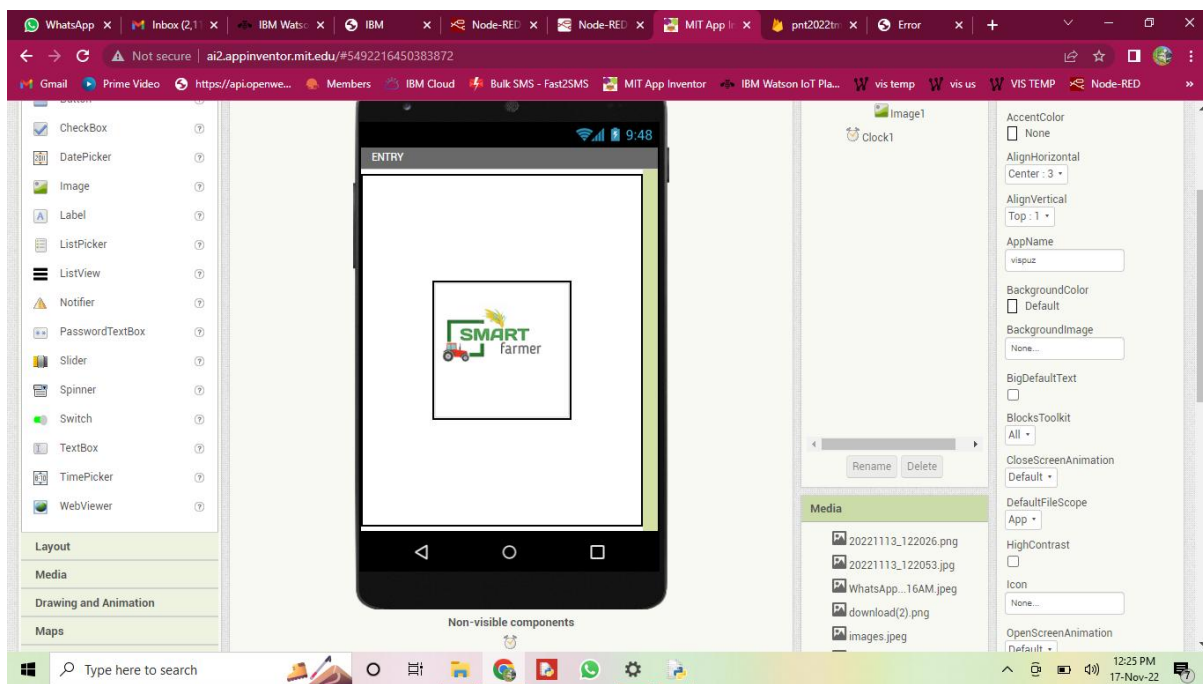 WhatsApp
Inbox (2,11
IBM Watso
IBM
Node-RED
Node-RED
MIT App In
pnt2022tm
Error
Not secure | ai2.appinventor.mit.edu/#5492216450383872
Gmail
Prime Video
https://api.openwe...
Members
IBM Cloud
Bulk SMS - Fast2SMS
MIT App Inventor
IBM Watson IoT Pla...
vis temp
vis us
VIS TEMP
Node-RED
»
Button
CheckBox
DatePicker
Image
Label
ListPicker
ListView
Notifier
PasswordTextBox
Slider
Spinner
Switch
TextBox
TimePicker
WebViewer
Layout
Media
Drawing and Animation
Maps
9:48
ENTRY
SMART
farmer
Non-visible components
Image1
Clock1
Rename
Delete
Media
20221113_122026.png
20221113_122053.jpg
WhatsApp...16AM.jpeg
download(2).png
images.jpeg
AccentColor
None
AlignHorizontal
Center : 3
AlignVertical
Top : 1
AppName
vispuz
BackgroundColor
Default
BackgroundImage
None...
BigDefaultText
BlocksToolkit
All
CloseScreenAnimation
Default
DefaultFileScope
App
HighContrast
Icon
None...
OpenScreenAnimation
Default
Type here to search
12:25 PM
17-Nov-22
7